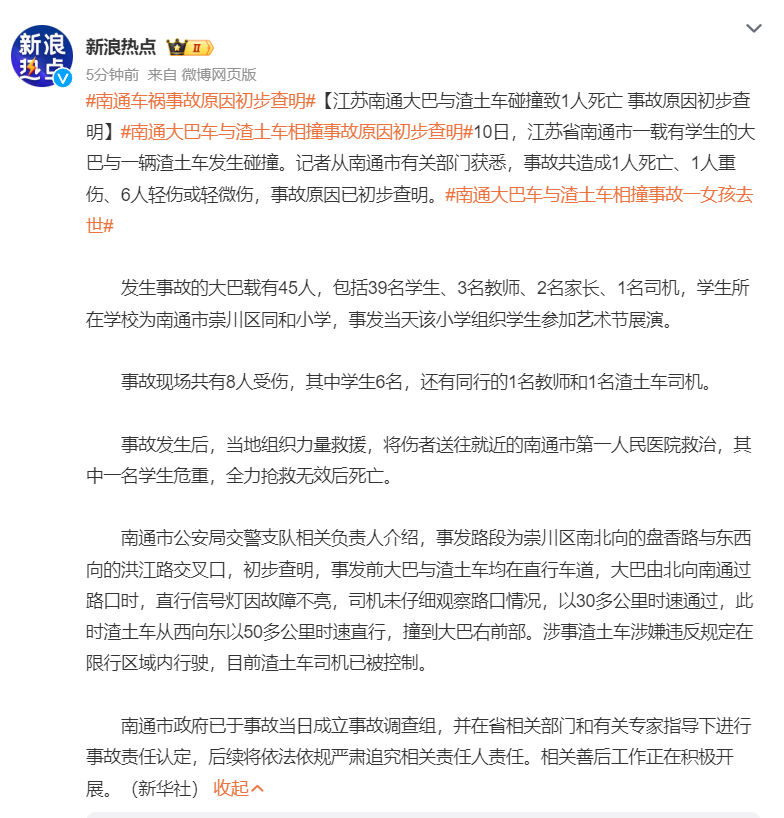 新浪
热点
新浪热点 II
5分钟前 来自 微博网页版
#南通车祸事故原因初步查明#【江苏南通大巴与渣土车碰撞致1人死亡 事故原因初步查
明】#南通大巴车与渣土车相撞事故原因初步查明#10日，江苏省南通市一载有学生的大
巴与一辆渣土车发生碰撞。记者从南通市有关部门获悉，事故共造成1人死亡、1人重
伤、6人轻伤或轻微伤，事故原因已初步查明。#南通大巴车与渣土车相撞事故一女孩去
世#
发生事故的大巴载有45人，包括39名学生、3名教师、2名家长、1名司机，学生所
在学校为南通市崇川区同和小学，事发当天该小学组织学生参加艺术节展演。
事故现场共有8人受伤，其中学生6名，还有同行的1名教师和1名渣土车司机。
事故发生后，当地组织力量救援，将伤者送往就近的南通市第一人民医院救治，其
中一名学生危重，全力抢救无效后死亡。
南通市公安局交警支队相关负责人介绍，事发路段为崇川区南北向的盘香路与东西
向的洪江路交叉口，初步查明，事发前大巴与渣土车均在直行车道，大巴由北向南通过
路口时，直行信号灯因故障不亮，司机未仔细观察路口情况，以30多公里时速通过，此
时渣土车从西向东以50多公里时速直行，撞到大巴右前部。涉事渣土车涉嫌违反规定在
限行区域内行驶，目前渣土车司机已被控制。
南通市政府已于事故当日成立事故调查组，并在省相关部门和有关专家指导下进行
事故责任认定，后续将依法依规严肃追究相关责任人责任。相关善后工作正在积极开
展。（新华社） 收起